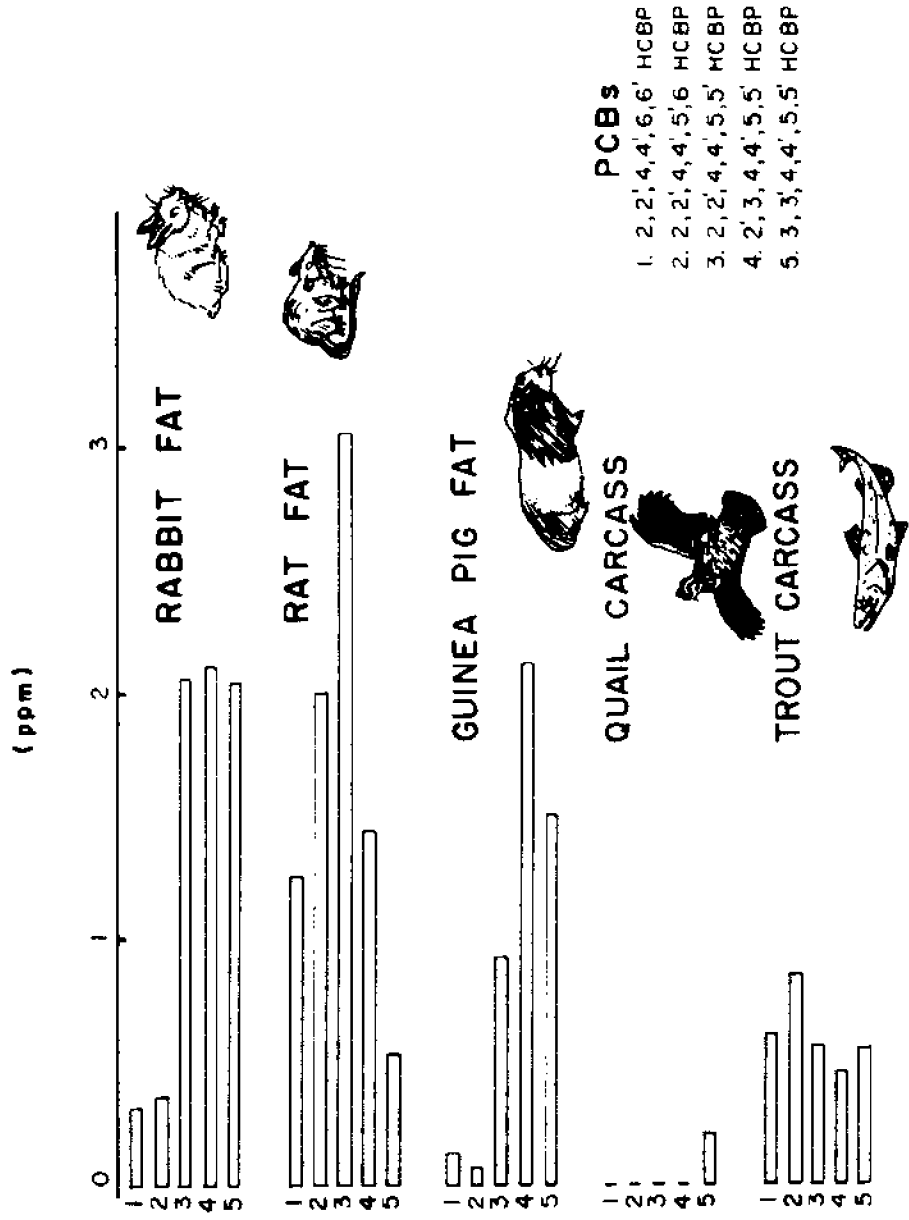 (ppm)
0 1 2 3
RABBIT FAT
1
2
3
4
5
RAT FAT
1
2
3
4
5
GUINEA PIG FAT
1
2
3
4
5
QUAIL CARCASS
1
2
3
4
5
TROUT CARCASS
1
2
3
4
5
PCBs
1. 2,2',4,4',6,6' HCBP
2. 2,2',4,4',5',6 HCBP
3. 2,2',4,4',5,5' HCBP
4. 2',3,4,4',5,5' HCBP
5. 3,3',4,4',5,5' HCBP